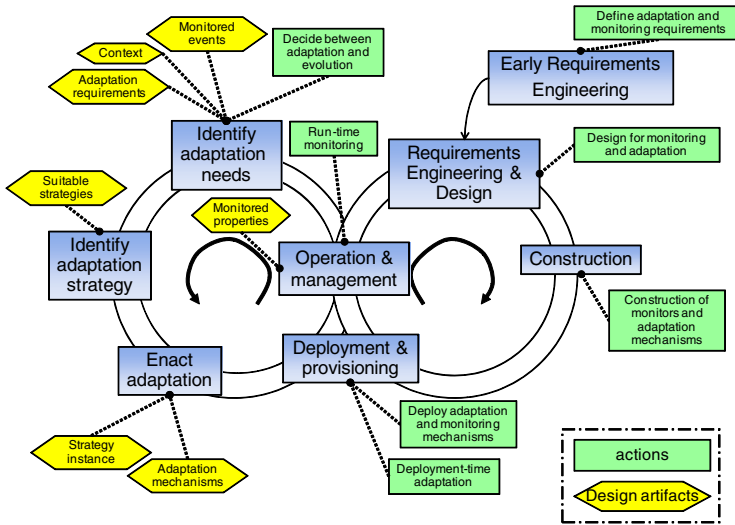 Monitored
events
Context
Adaptation
requirements
Decide between
adaptation and
evolution
Define adaptation and
monitoring requirements
Early Requirements
Engineering
Identify
adaptation
needs
Run-time
monitoring
Requirements
Engineering &
Design
Design for monitoring
and adaptation
Suitable
strategies
Monitored
properties
Identify
adaptation
strategy
Operation &
management
Construction
Construction of
monitors and
adaptation
mechanisms
Enact
adaptation
Deployment &
provisioning
Deploy adaptation
and monitoring
mechanisms
Strategy
instance
Adaptation
mechanisms
Deployment-time
adaptation
actions
Design artifacts